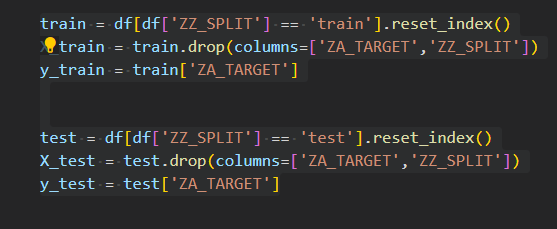 train = df[df['ZZ_SPLIT'] == 'train'].reset_index()
train = train.drop(columns=['ZA_TARGET','ZZ_SPLIT'])
y_train = train['ZA_TARGET']
test = df[df['ZZ_SPLIT'] == 'test'].reset_index()
X_test = test.drop(columns=['ZA_TARGET','ZZ_SPLIT'])
y_test = test['ZA_TARGET']